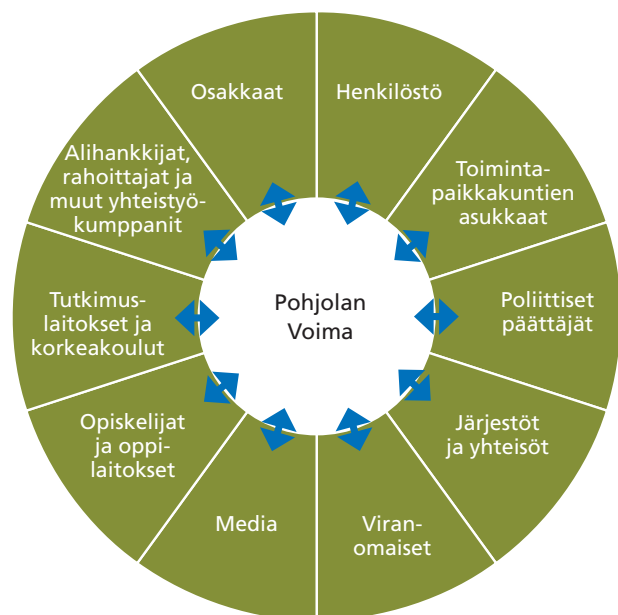 Osakkaat
Henkilöstö
Toiminta-
paikkakuntien
asukkaat
Poliittiset
päättäjät
Järjestöt
ja yhteisöt
Viran-
omaiset
Media
Opiskelijat
ja oppi-
laitokset
Tutkimus-
laitokset ja
korkeakoulut
Alihankkijat,
rahoittajat ja
muut yhteistyö-
kumppanit
Pohjolan
Voima